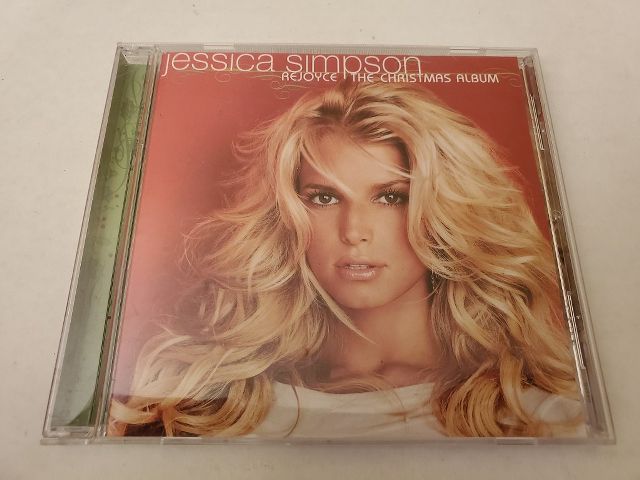 jessica simpson
REJOYCE THE CHRISTMAS ALBUM